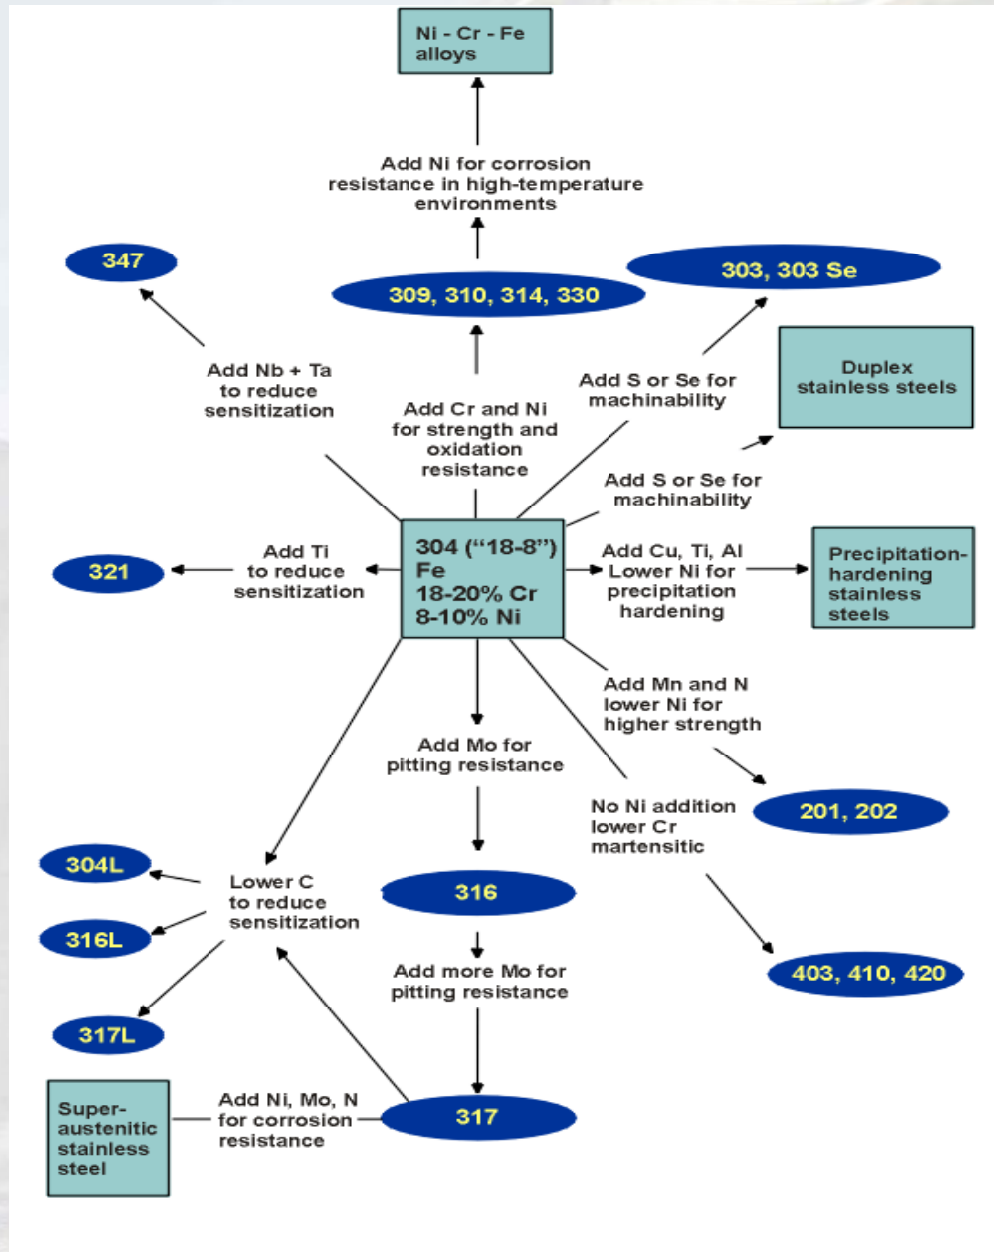 Ni - Cr - Fe
alloys
Add Ni for corrosion
resistance in high-temperature
environments
347
309, 310, 314, 330
303, 303 Se
Add Nb + Ta
to reduce
sensitization
Add Cr and Ni
for strength and
oxidation
resistance
Add S or Se for
machinability
Duplex
stainless steels
Add S or Se for
machinability
321
Add Ti
to reduce
sensitization
304 (“18-8”)
Fe
18-20% Cr
8-10% Ni
Add Cu, Ti, Al
Lower Ni for
precipitation
hardening
Precipitation-
hardening
stainless
steels
Add Mn and N
lower Ni for
higher strength
Add Mo for
pitting resistance
No Ni addition
lower Cr
martensitic
201, 202
304L
316L
317L
Lower C
to reduce
sensitization
316
Add more Mo for
pitting resistance
403, 410, 420
Super-
austenitic
stainless
steel
Add Ni, Mo, N
for corrosion
resistance
317